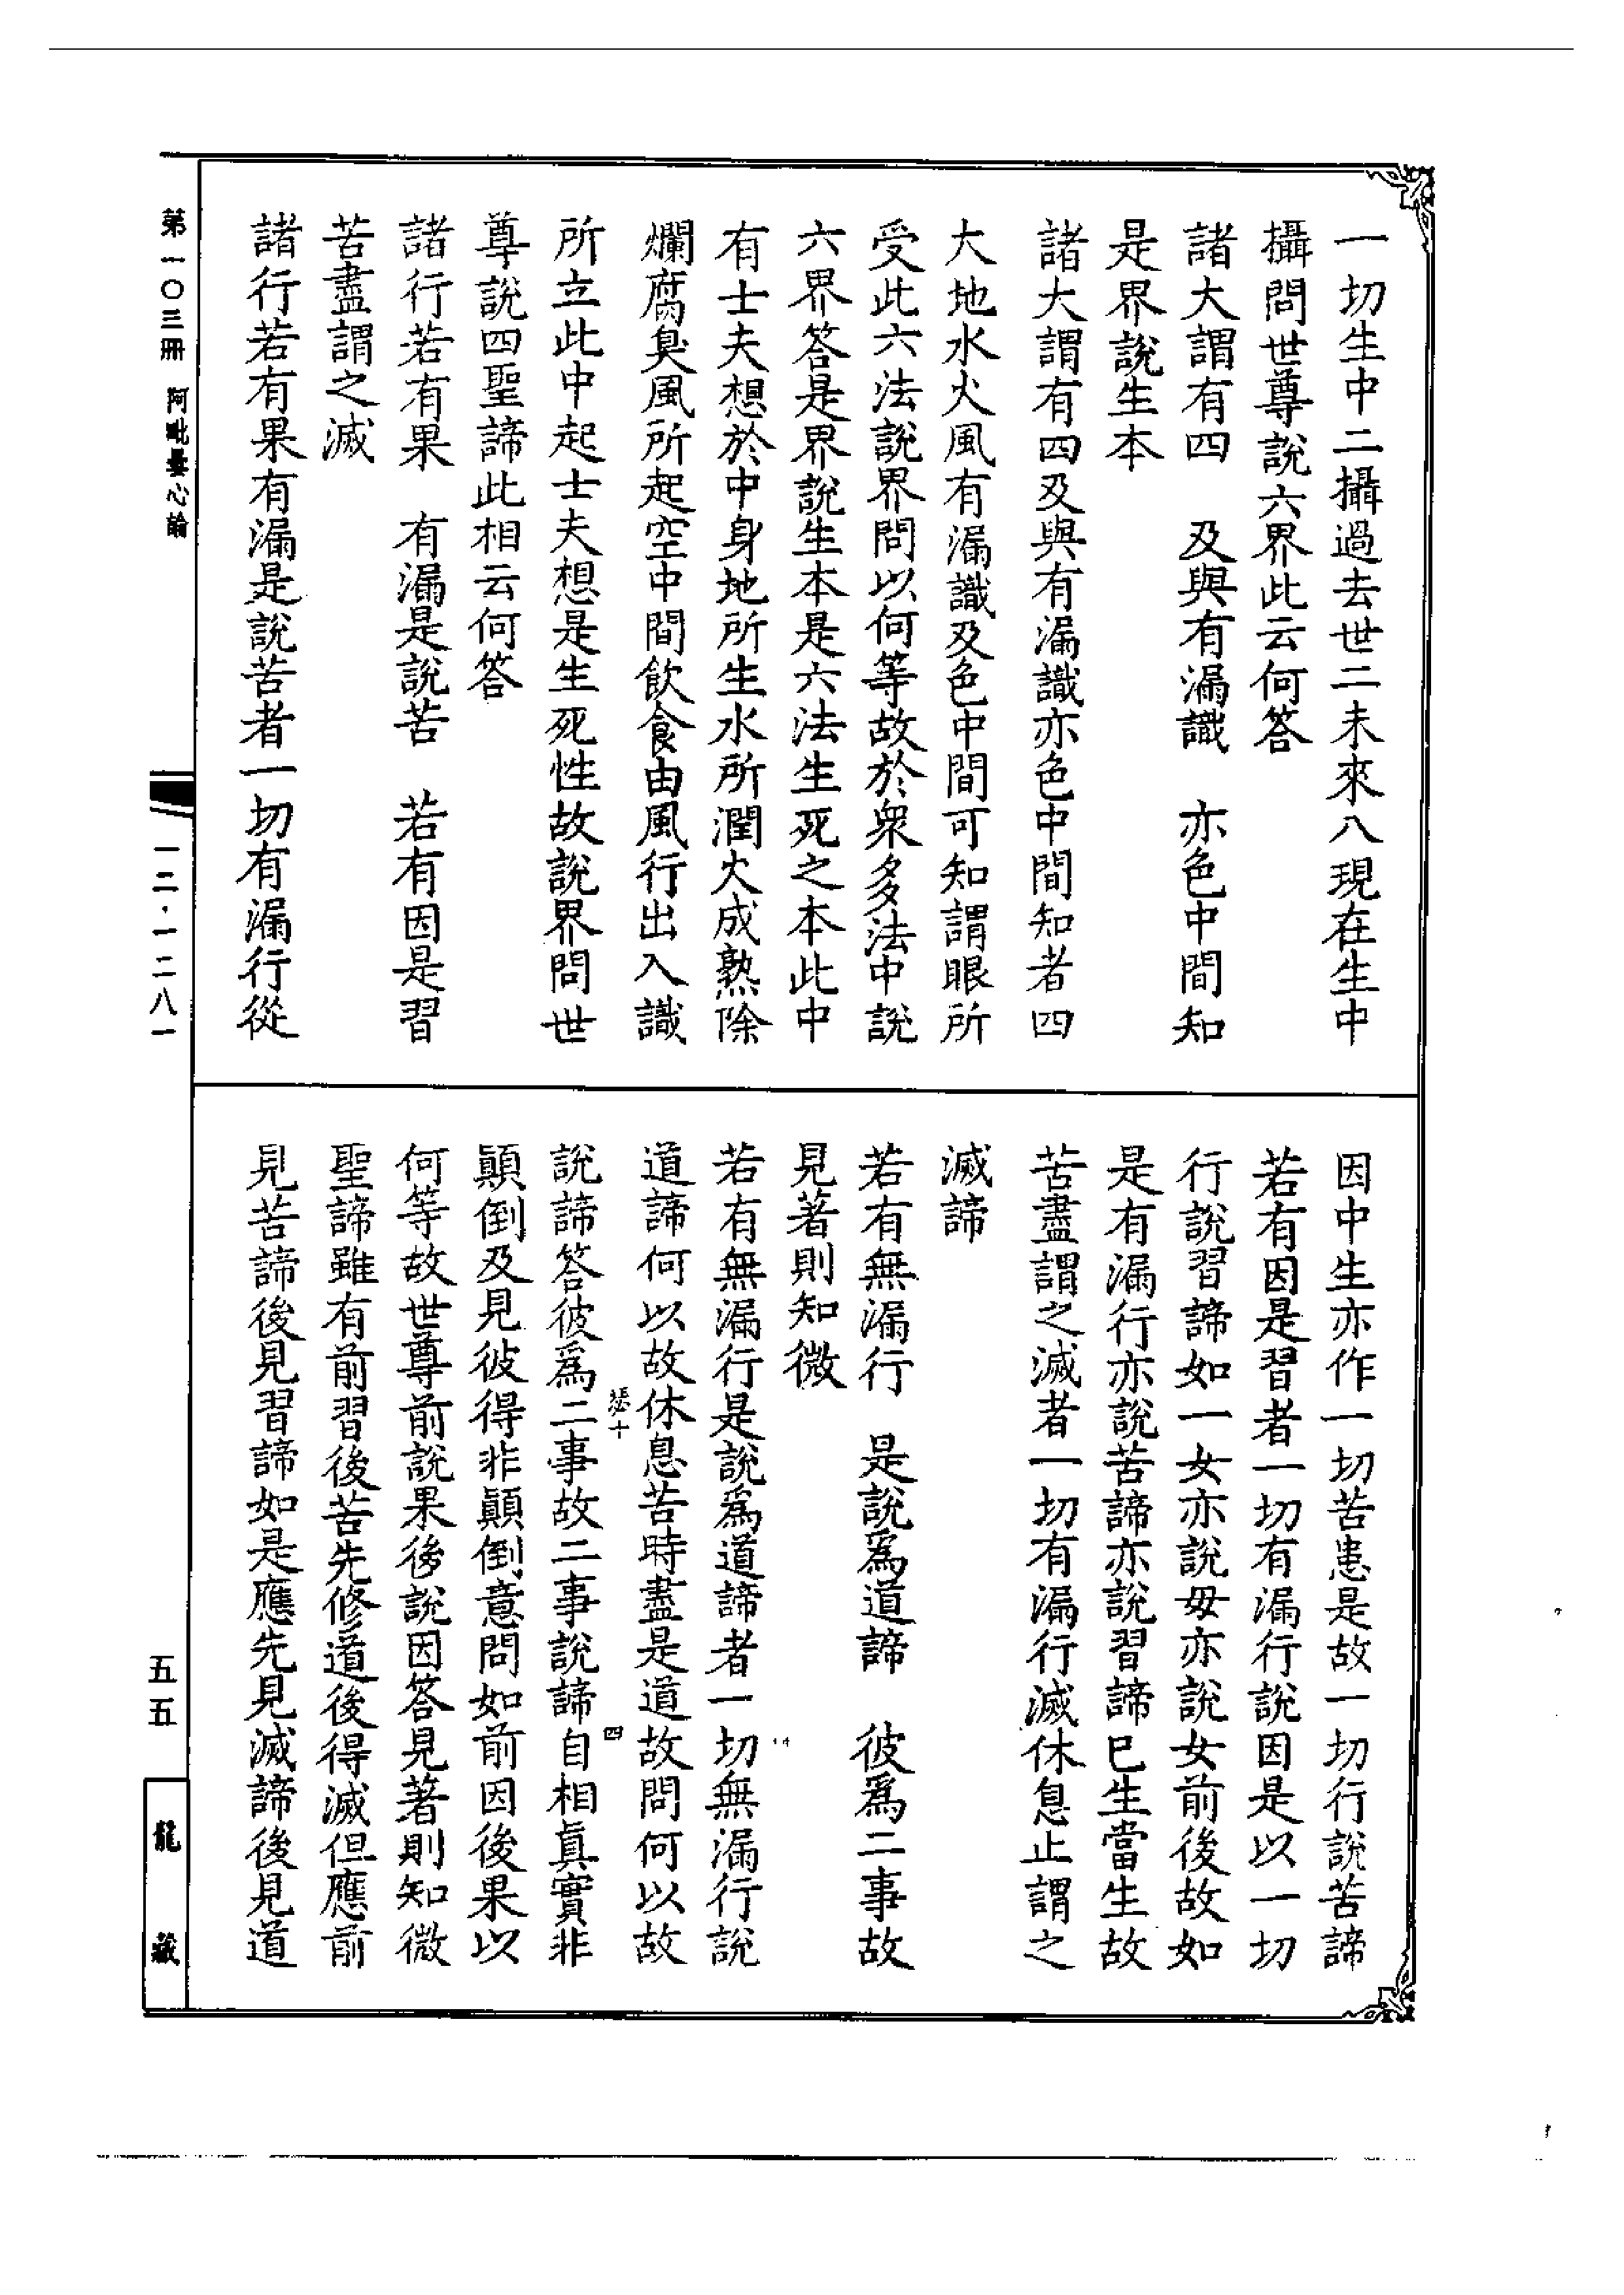 一切生中二攝過去世二未來八現在生中
攝問世尊說六界此云何答
諸大謂有四　及與有漏識　亦色中間知
是界說生本
諸大謂有四及與有漏識亦色中間知者四
大地水火風有漏識及色中間可知謂眼所
受此六法說界問以何等故於衆多法中說
六界答是界說生本是六法生死之本此中
有士夫想於中身地所生水所潤火成熟除
爛腐臭風所起空中間飲食由風行出入識
所立此中起士夫想是生死性故說界問世
尊說四聖諦此相云何答
諸行若有果　有漏是說苦　若有因是習
苦盡謂之滅
諸行若有果有漏是說苦者一切有漏行從
因中生亦作一切苦患是故一切行說苦諦
若有因是習者一切有漏行說因是以一切
行說習諦如一女亦說母亦說女前後故如
是有漏行亦說苦諦亦說習諦已生當生故
苦盡謂之滅者一切有漏行滅休息止謂之
滅諦
若有無漏行　是說爲道諦　彼爲二事故
見著則知微
若有無漏行是說爲道諦者一切無漏行說
道諦何以故休息苦時盡是道故問何以故
說諦答彼爲二事故二事說諦自相眞實非
顚倒及見彼得非顚倒意問如前因後果以
何等故世尊前說果後說因答見著則知微
聖諦雖有前習後苦先修道後得滅但應前
見苦諦後見習諦如是應先見滅諦後見道
十
四
第一〇三冊　阿毗曇心論
一二·一二八一
五五
龍藏